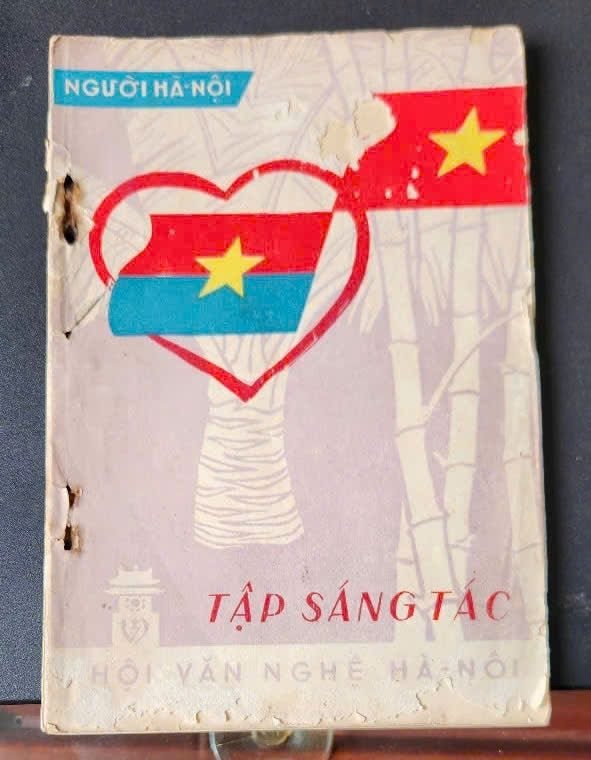 NGƯỜI HÀ-NỘI
TẬP SÁNG TÁC
HỘI VĂN NGHỆ HÀ-NỘI